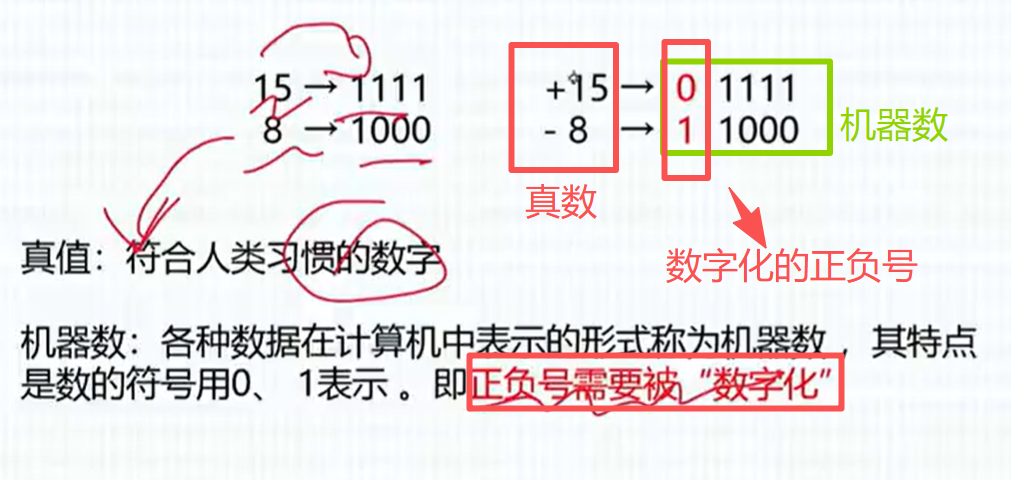 15 → 1111
8 → 1000
+15 → 0 1111
- 8 → 1 1000
机器数
真数
数字化的正负号
真值：符合人类习惯的数字
机器数：各种数据在计算机中表示的形式称为机器数，其特点
是数的符号用0、1表示。即正负号需要被“数字化”